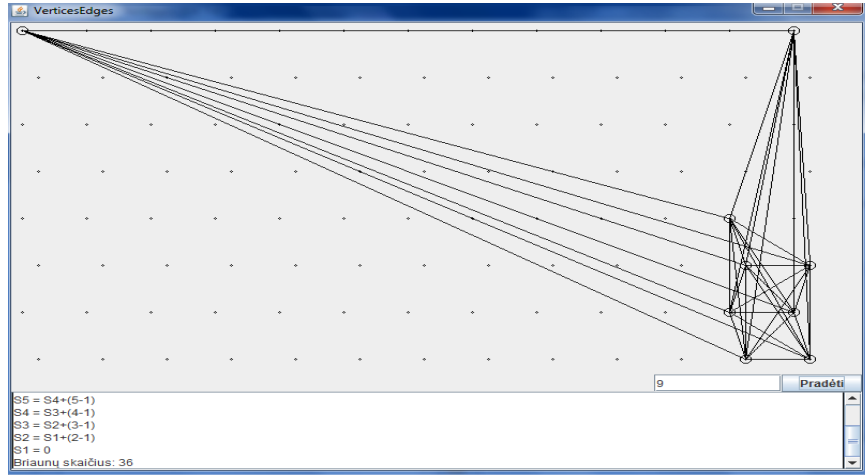 VerticesEdges
9
Pradėti
S5 = S4+(5-1)
S4 = S3+(4-1)
S3 = S2+(3-1)
S2 = S1+(2-1)
S1 = 0
Briaunų skaičius: 36